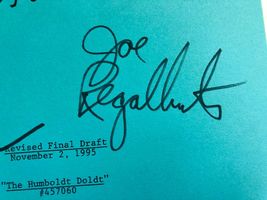 Joe
Regalbuto
Revised Final Draft
November 2, 1995
"The Humboldt Doldt"
#457060